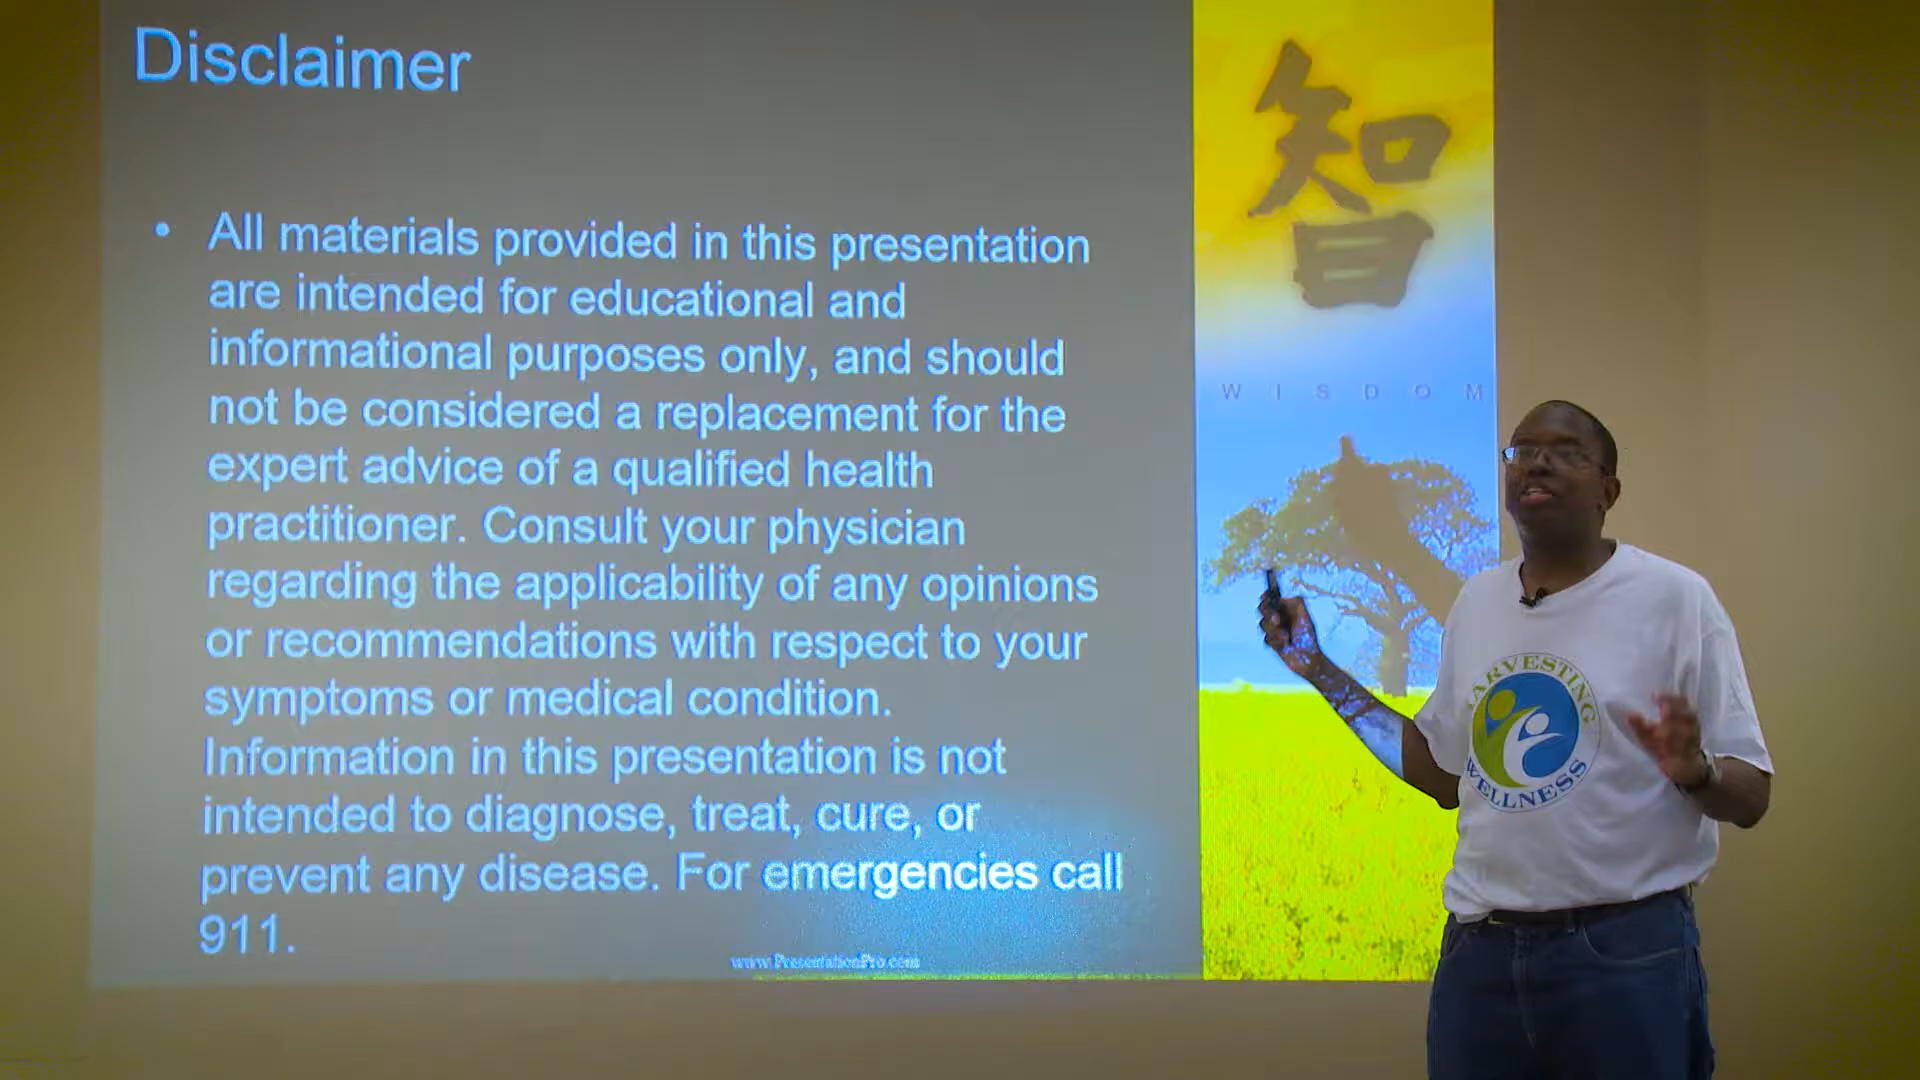 Disclaimer
• All materials provided in this presentation
are intended for educational and
informational purposes only, and should
not be considered a replacement for the
expert advice of a qualified health
practitioner. Consult your physician
regarding the applicability of any opinions
or recommendations with respect to your
symptoms or medical condition.
Information in this presentation is not
intended to diagnose, treat, cure, or
prevent any disease. For emergencies call
911.
www.PresentationPro.com
智
WISDOM
HARVESTING
WELLNESS